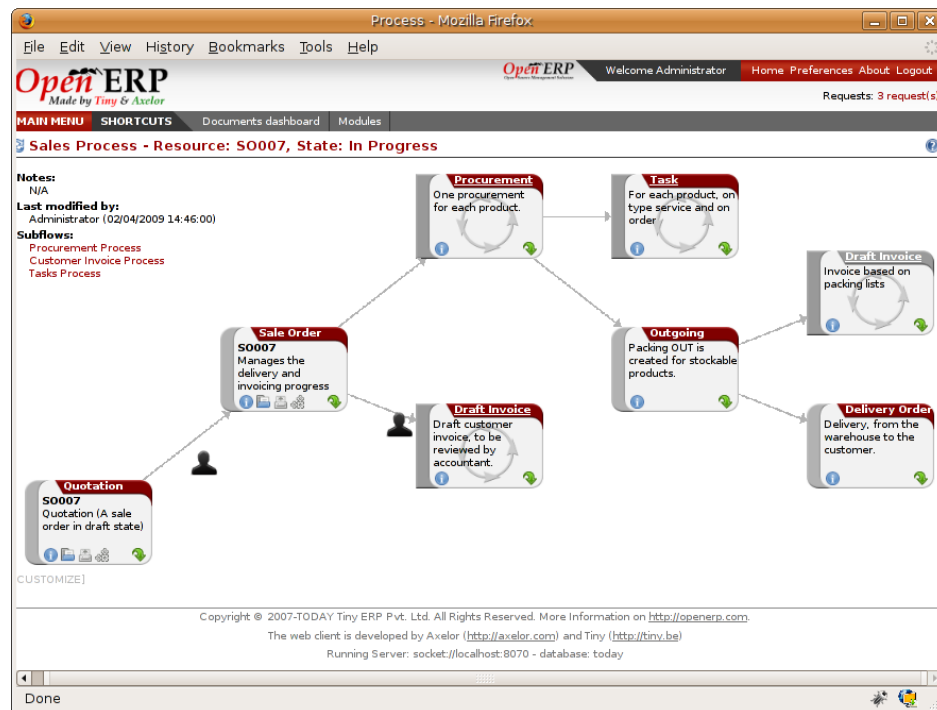 Process - Mozilla Firefox
File Edit View History Bookmarks Tools Help
Open ERP
Made by Tiny & Axelor
Open ERP
Welcome Administrator
Home Preferences About Logout
Requests: 3 request(s)
MAIN MENU SHORTCUTS Documents dashboard Modules
Sales Process - Resource: SO007, State: In Progress
Notes:
N/A
Last modified by:
Administrator (02/04/2009 14:46:00)
Subflows:
Procurement Process
Customer Invoice Process
Tasks Process
Procurement
One procurement
for each product.
Task
For each product, on
type service and on
order
Draft Invoice
Invoice based on
packing lists
Sale Order
SO007
Manages the
delivery and
invoicing progress
Outgoing
Packing OUT is
created for stockable
products.
Draft Invoice
Draft customer
invoice, to be
reviewed by
accountant.
Delivery Order
Delivery, from the
warehouse to the
customer.
Quotation
SO007
Quotation (A sale
order in draft state)
CUSTOMIZE]
Copyright © 2007-TODAY Tiny ERP Pvt. Ltd. All Rights Reserved. More Information on http://openerp.com.
The web client is developed by Axelor (http://axelor.com) and Tiny (http://tiny.be)
Running Server: socket://localhost:8070 - database: today
Done